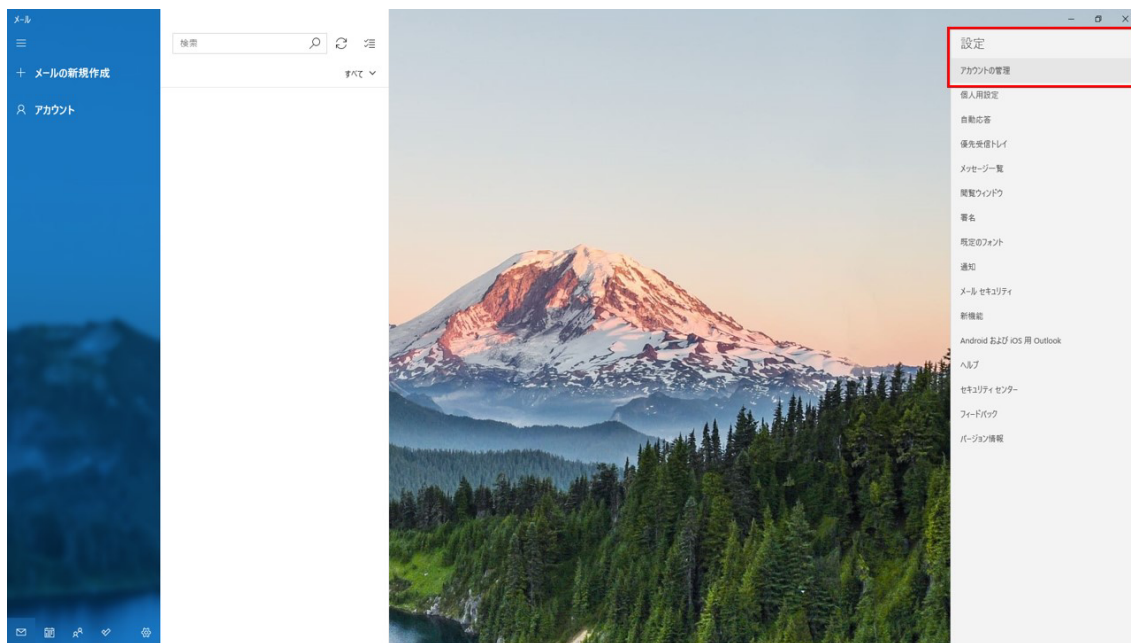 メール
メールの新規作成
アカウント
検索
すべて
設定
アカウントの管理
個人用設定
自動応答
優先受信トレイ
メッセージ一覧
閲覧ウィンドウ
署名
既定のフォント
通知
メール セキュリティ
新機能
Android および iOS 用 Outlook
ヘルプ
セキュリティ センター
フィードバック
バージョン情報